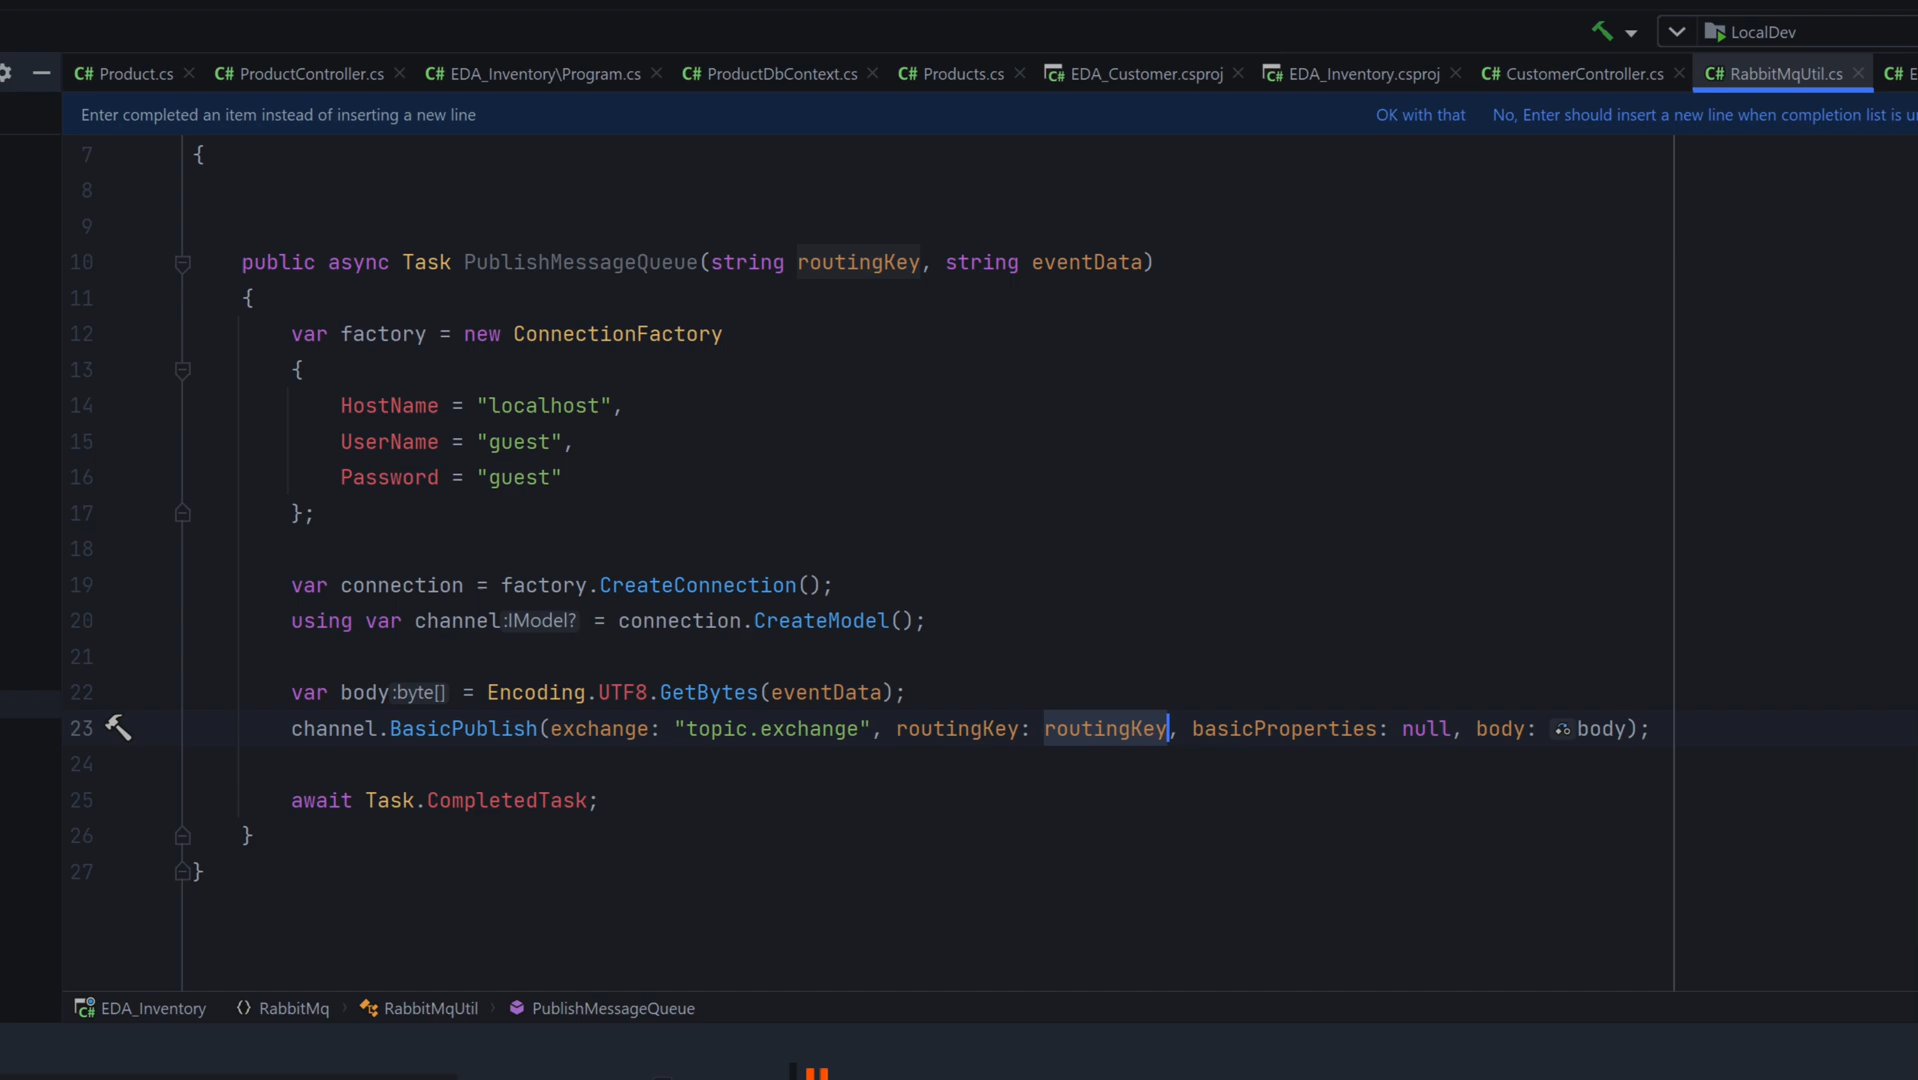 LocalDev
C# Product.cs C# ProductController.cs C# EDA_Inventory\Program.cs C# ProductDbContext.cs C# Products.cs C# EDA_Customer.csproj C# EDA_Inventory.csproj C# CustomerController.cs C# RabbitMqUtil.cs C# E
Enter completed an item instead of inserting a new line OK with that No, Enter should insert a new line when completion list is u
7 {
8
9
10 public async Task PublishMessageQueue(string routingKey, string eventData)
11 {
12 var factory = new ConnectionFactory
13 {
14 HostName = "localhost",
15 UserName = "guest",
16 Password = "guest"
17 };
18
19 var connection = factory.CreateConnection();
20 using var channel :IModel? = connection.CreateModel();
21
22 var body :byte[] = Encoding.UTF8.GetBytes(eventData);
23 channel.BasicPublish(exchange: "topic.exchange", routingKey: routingKey, basicProperties: null, body: body);
24
25 await Task.CompletedTask;
26 }
27 }
C# EDA_Inventory RabbitMq RabbitMqUtil PublishMessageQueue